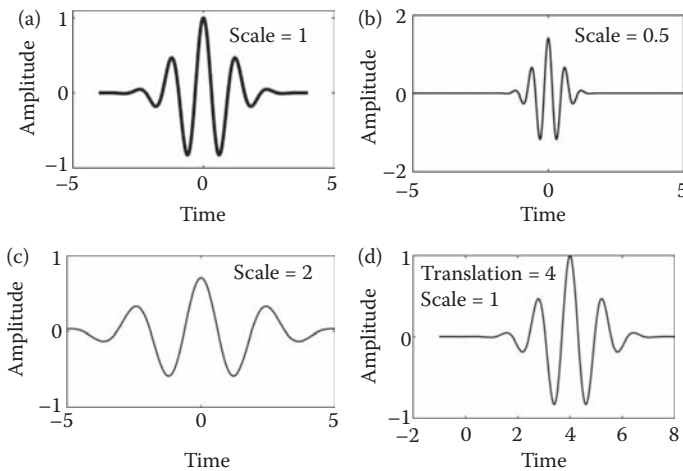 (a)
Scale = 1
1
0
−1
−5 0 5
Amplitude
Time
(b)
Scale = 0.5
2
0
−2
−5 0 5
Amplitude
Time
(c)
Scale = 2
1
0
−1
−5 0 5
Amplitude
Time
(d)
Translation = 4
Scale = 1
1
0
−1
−2 0 2 4 6 8
Amplitude
Time